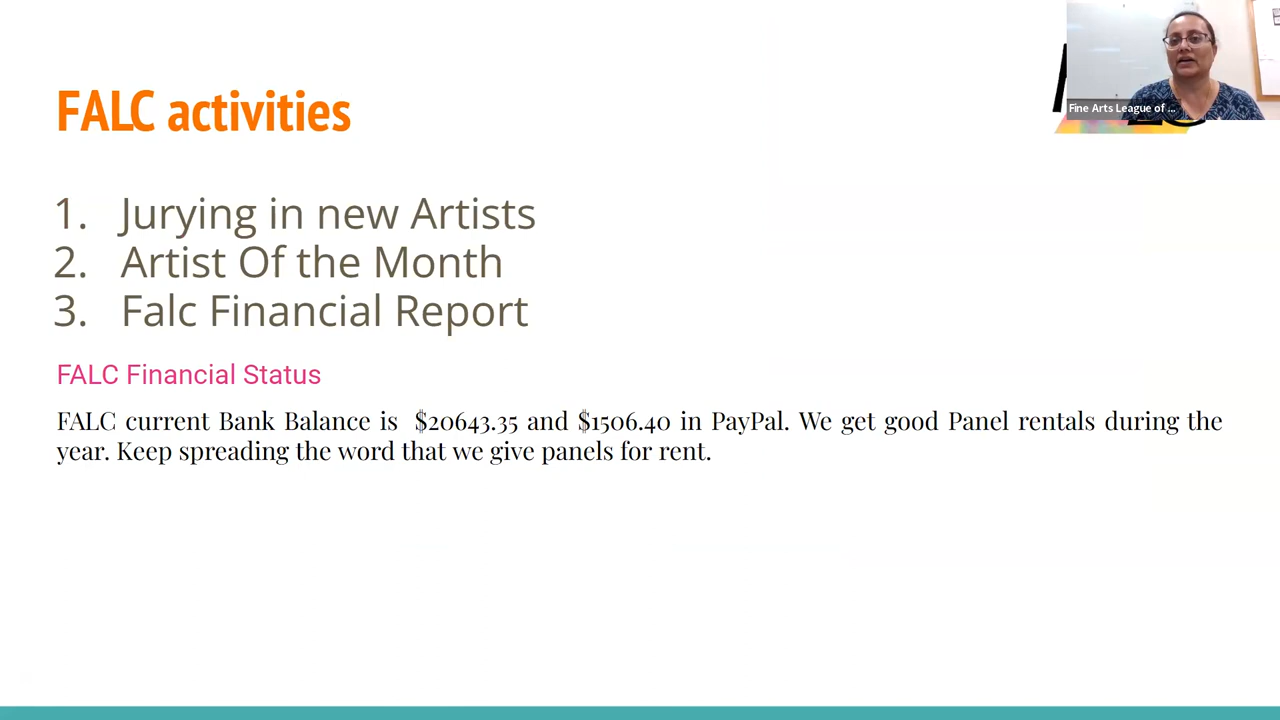 FALC activities
Fine Arts League of ...
1. Jurying in new Artists
2. Artist Of the Month
3. Falc Financial Report
FALC Financial Status
FALC current Bank Balance is $20643.35 and $1506.40 in PayPal. We get good Panel rentals during the
year. Keep spreading the word that we give panels for rent.